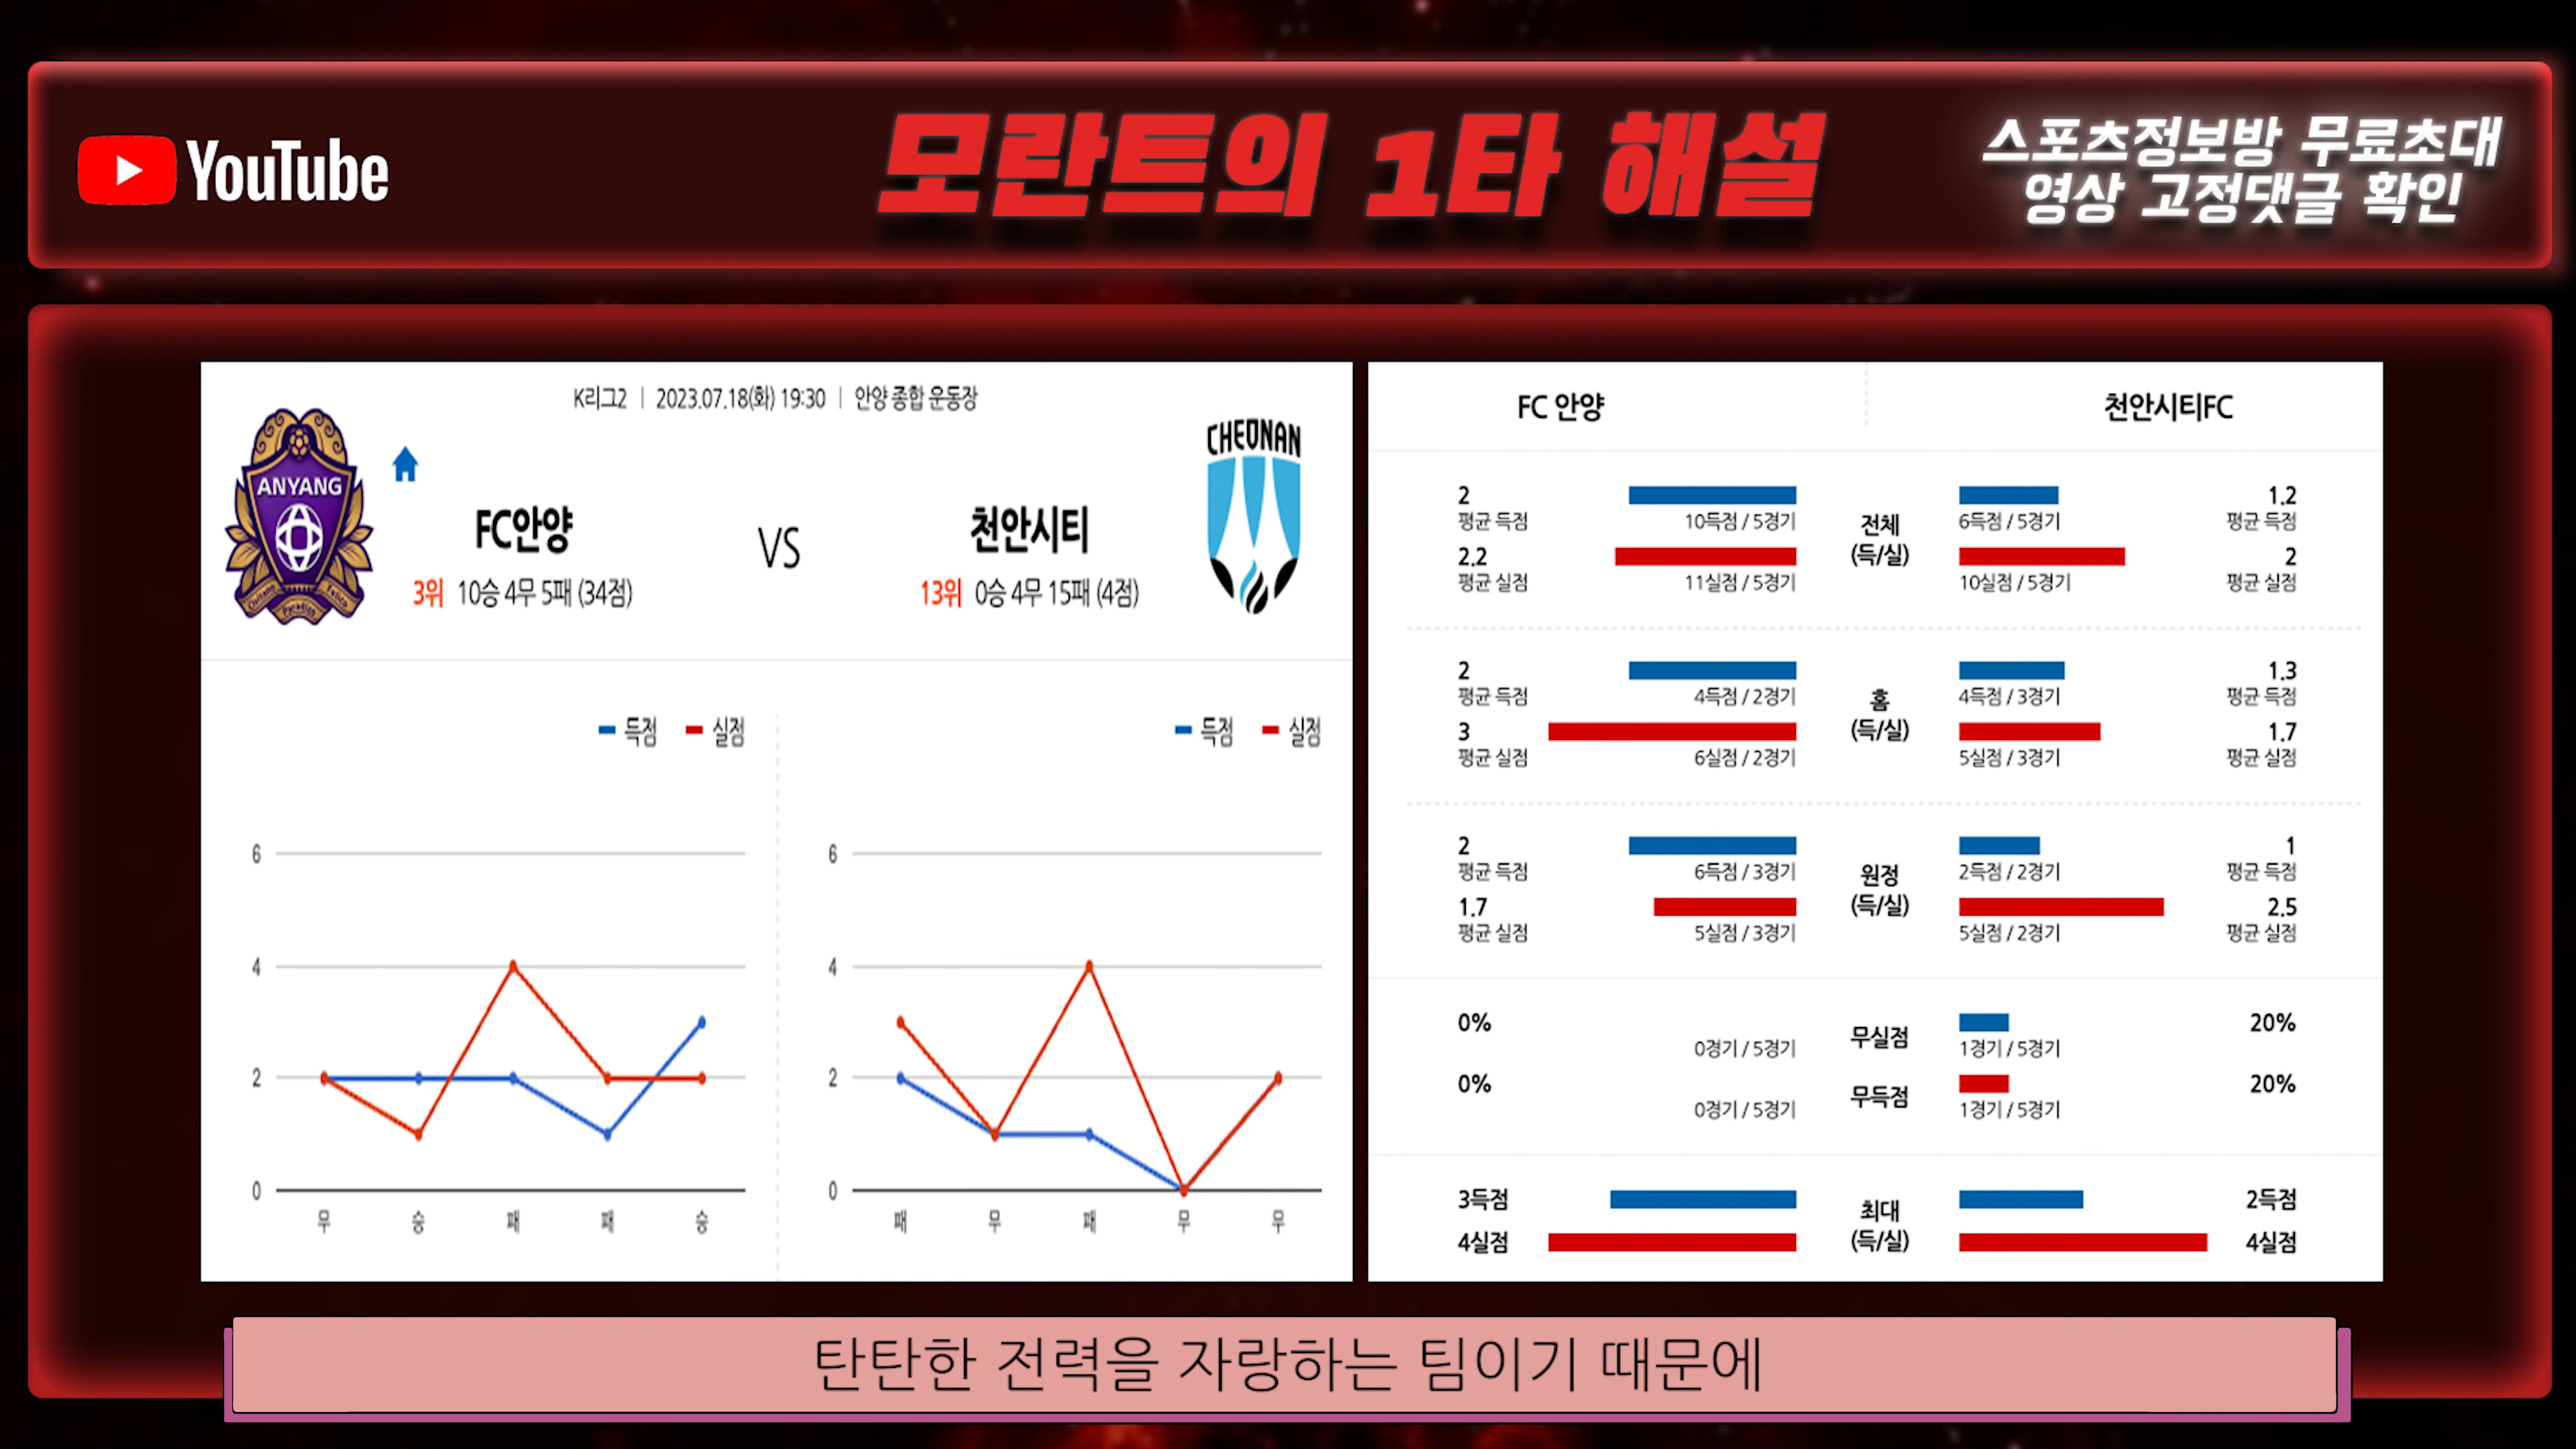 YouTube
모란트의 1타 해설
스포츠정보방 무료초대
영상 고정댓글 확인
K리그2 | 2023.07.18(화) 19:30 | 안양 종합 운동장
ANYANG
FC안양
3위 10승 4무 5패 (34점)
VS
CHEONAN
천안시티
13위 0승 4무 15패 (4점)
득점 실점
6
4
2
0
무 승 패 패 승
득점 실점
6
4
2
0
패 무 패 무 무
FC 안양 천안시티FC
2 1.2
평균 득점 10득점 / 5경기 전체 6득점 / 5경기 평균 득점
2.2 (득/실) 2
평균 실점 11실점 / 5경기 10실점 / 5경기 평균 실점
2 1.3
평균 득점 4득점 / 2경기 홈 4득점 / 3경기 평균 득점
3 (득/실) 1.7
평균 실점 6실점 / 2경기 5실점 / 3경기 평균 실점
2 1
평균 득점 6득점 / 3경기 원정 2득점 / 2경기 평균 득점
1.7 (득/실) 2.5
평균 실점 5실점 / 3경기 5실점 / 2경기 평균 실점
0% 무실점 20%
0경기 / 5경기 1경기 / 5경기
0% 무득점 20%
0경기 / 5경기 1경기 / 5경기
3득점 최대 2득점
4실점 (득/실) 4실점
탄탄한 전력을 자랑하는 팀이기 때문에